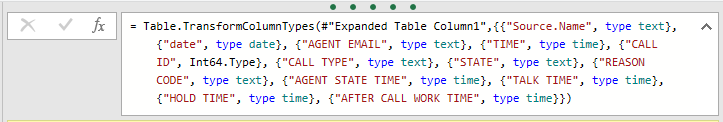 fx
= Table.TransformColumnTypes(#"Expanded Table Column1",{{"Source.Name", type text},
{"date", type date}, {"AGENT EMAIL", type text}, {"TIME", type time}, {"CALL
ID", Int64.Type}, {"CALL TYPE", type text}, {"STATE", type text}, {"REASON
CODE", type text}, {"AGENT STATE TIME", type time}, {"TALK TIME", type time},
{"HOLD TIME", type time}, {"AFTER CALL WORK TIME", type time}})